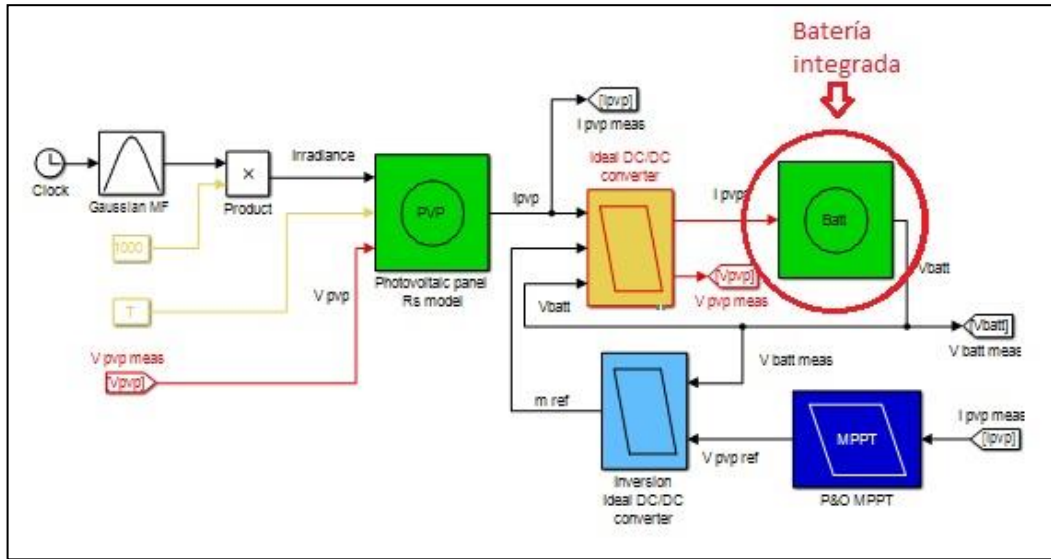 Batería
integrada
[Ipvp]
I pvp meas
Ideal DC/DC
converter
Irradiance
Clock
Gaussian MF
×
Product
PVP
Ipvp
Batt
1000
Photovoltaic panel
Rs model
V pvp
Vbatt
[Vpvp]
V pvp meas
Vbatt
T
[Vbatt]
V batt meas
V pvp meas
[Vpvp]
V batt meas
m ref
I pvp meas
MPPT
[Ipvp]
V pvp ref
Inversion
Ideal DC/DC
converter
P&O MPPT